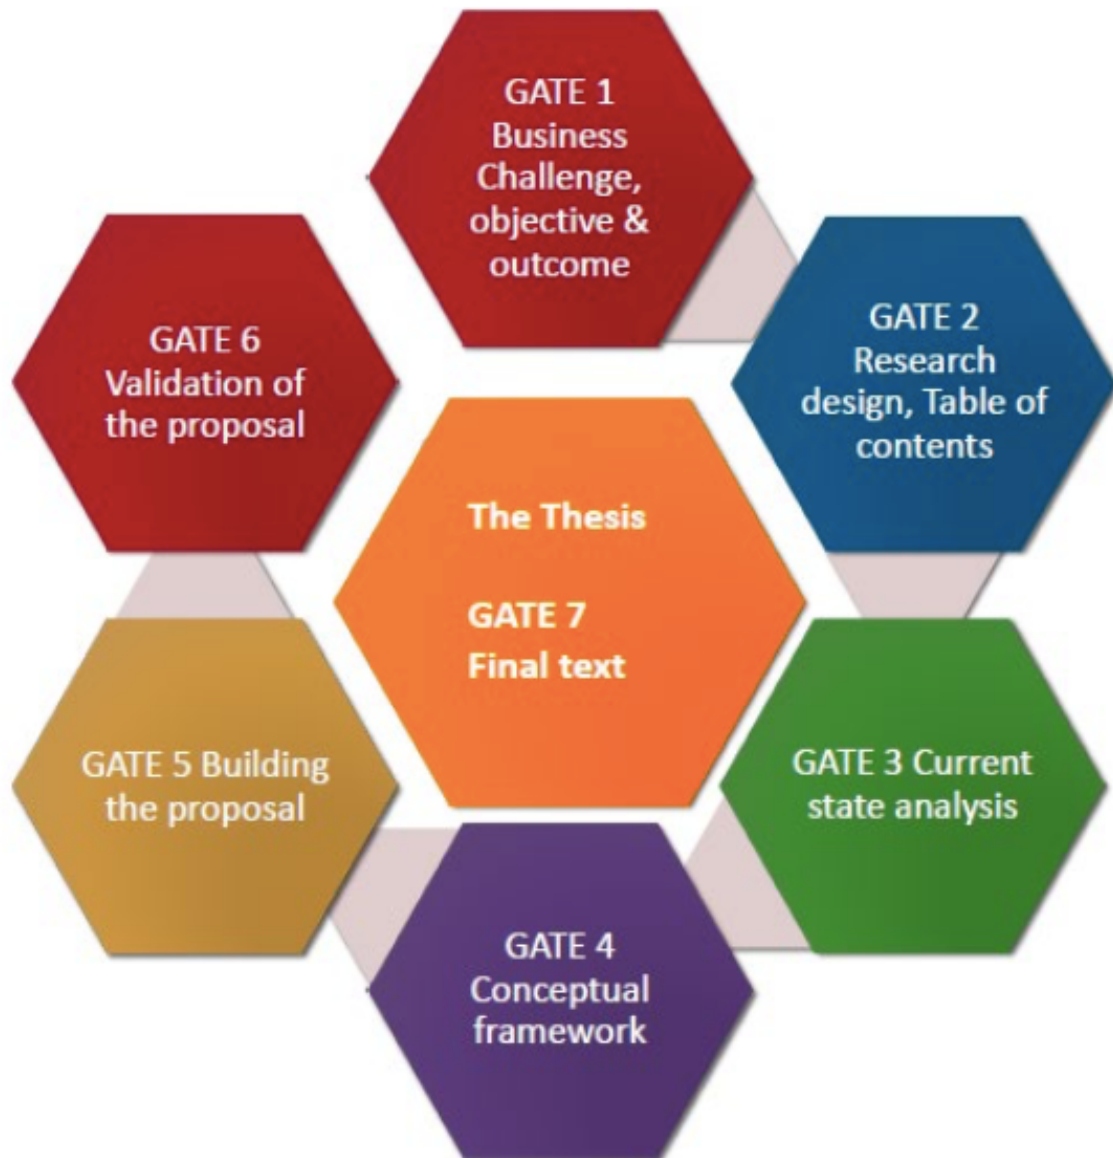 GATE 1
Business
Challenge,
objective &
outcome
GATE 2
Research
design, Table of
contents
GATE 3 Current
state analysis
GATE 4
Conceptual
framework
GATE 5 Building
the proposal
GATE 6
Validation of
the proposal
The Thesis
GATE 7
Final text